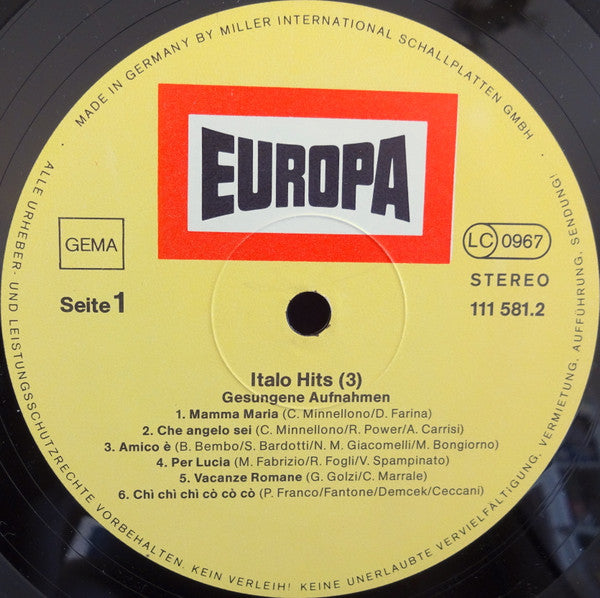 MADE IN GERMANY BY MILLER INTERNATIONAL SCHALLPLATTEN GMBH
EUROPA
GEMA
LC 0967
STEREO
Seite 1
111 581.2
Italo Hits (3)
Gesungene Aufnahmen
1. Mamma Maria (C. Minnellono/D. Farina)
2. Che angelo sei (C. Minnellono/R. Power/A. Carrisi)
3. Amico è (B. Bembo/S. Bardotti/N. M. Giacomelli/M. Bongiorno)
4. Per Lucia (M. Fabrizio/R. Fogli/V. Spampinato)
5. Vacanze Romane (G. Golzi/C. Marrale)
6. Chì chì chì cò cò cò (P. Franco/Fantone/Demcek/Ceccani)
ALLE URHEBER- UND LEISTUNGSSCHUTZRECHTE VORBEHALTEN. KEIN VERLEIH! KEINE UNERLAUBTE VERVIELFÄLTIGUNG, VERMIETUNG, AUFFÜHRUNG, SENDUNG!